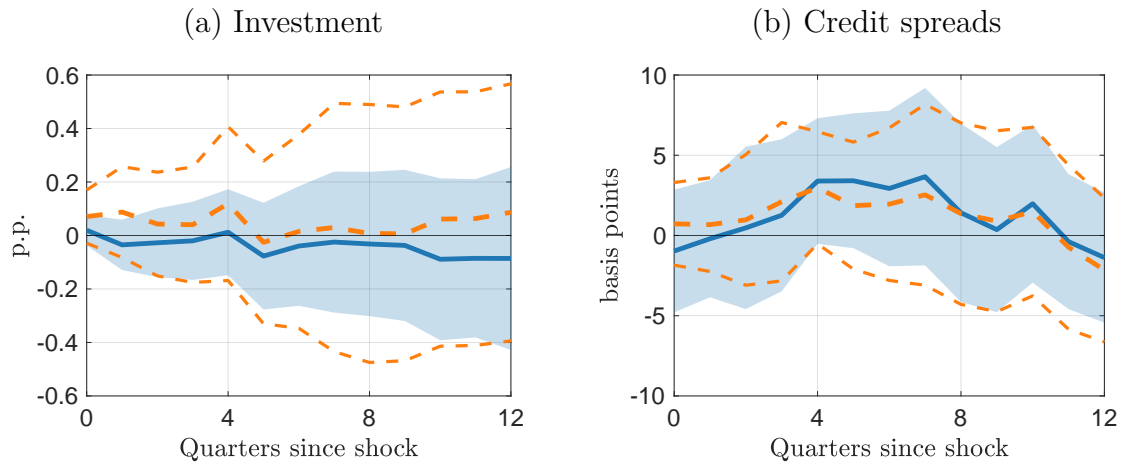 (a) Investment
0.6
0.4
0.2
0
-0.2
-0.4
-0.6
p.p.
0 4 8 12
Quarters since shock
(b) Credit spreads
10
5
0
-5
-10
basis points
0 4 8 12
Quarters since shock